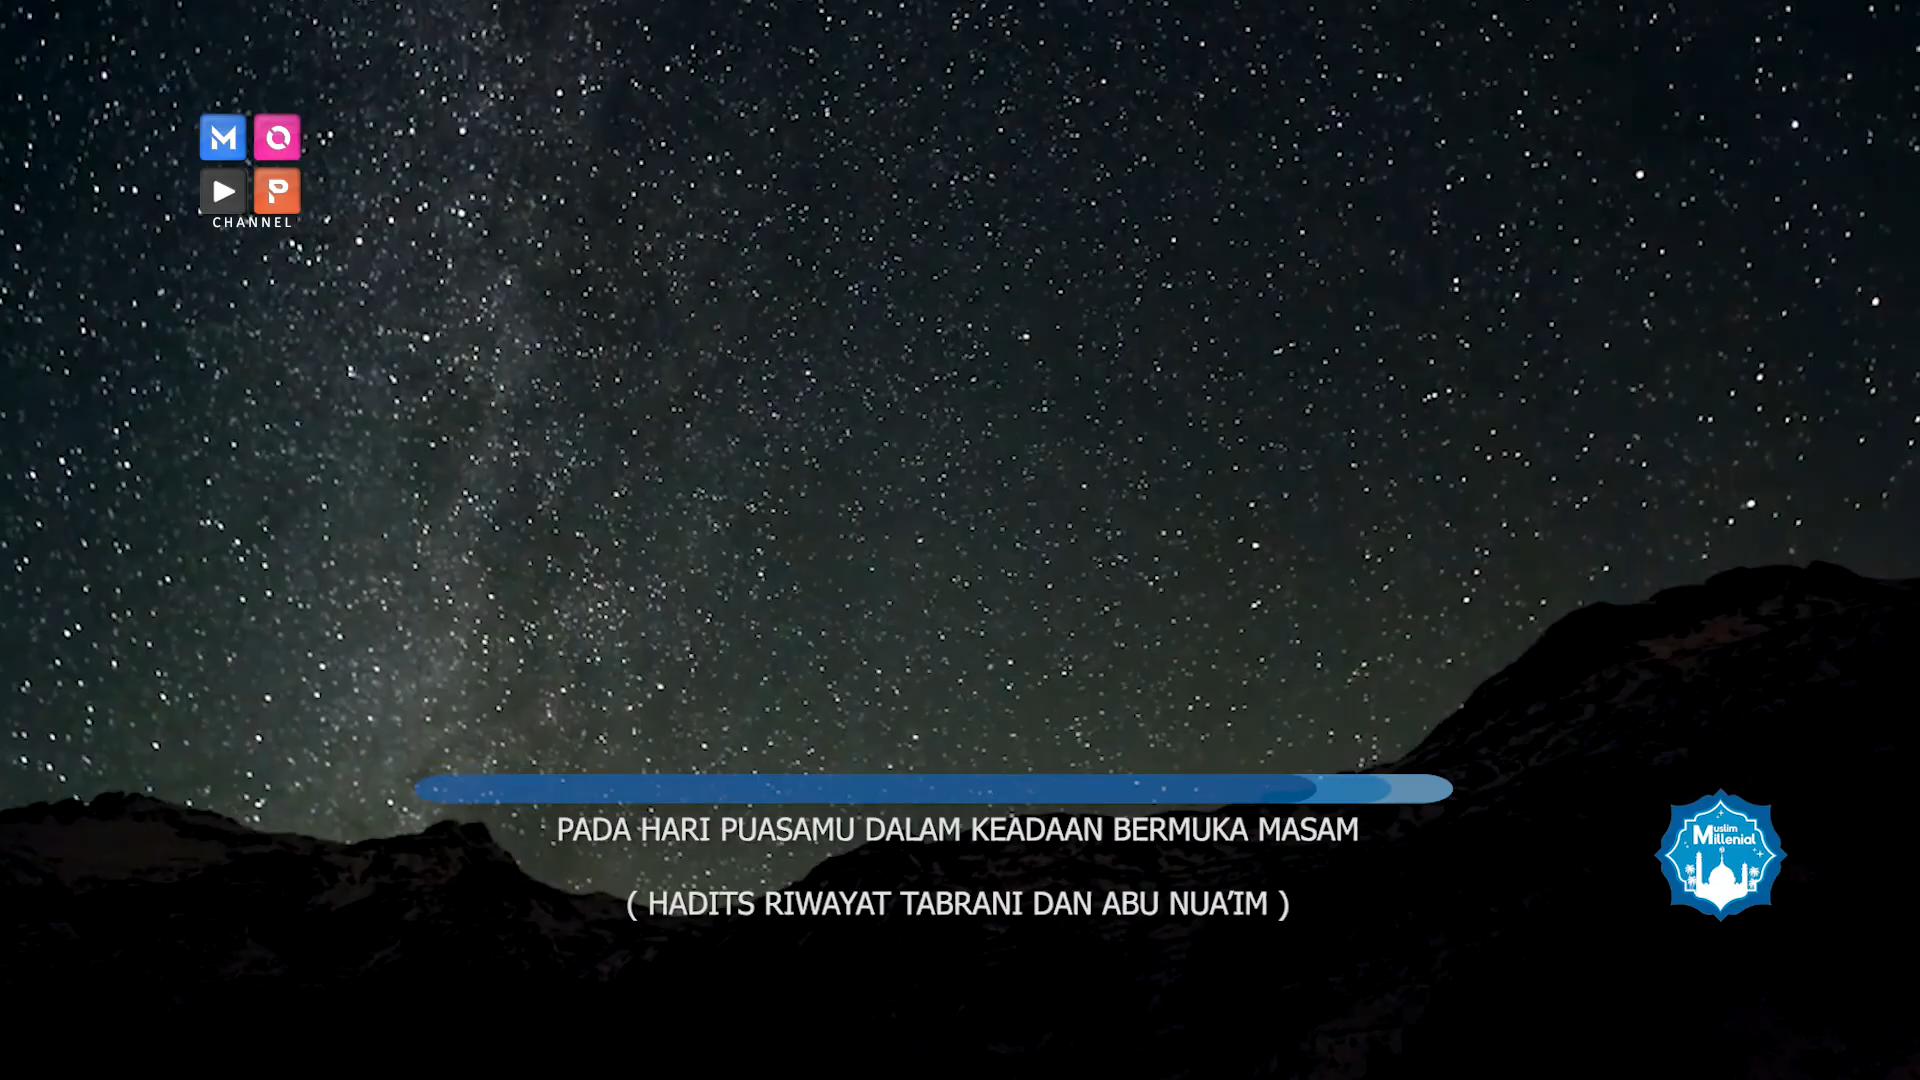 M O
P
CHANNEL
PADA HARI PUASAMU DALAM KEADAAN BERMUKA MASAM
( HADITS RIWAYAT TABRANI DAN ABU NUA’IM )
Muslim
Millenial